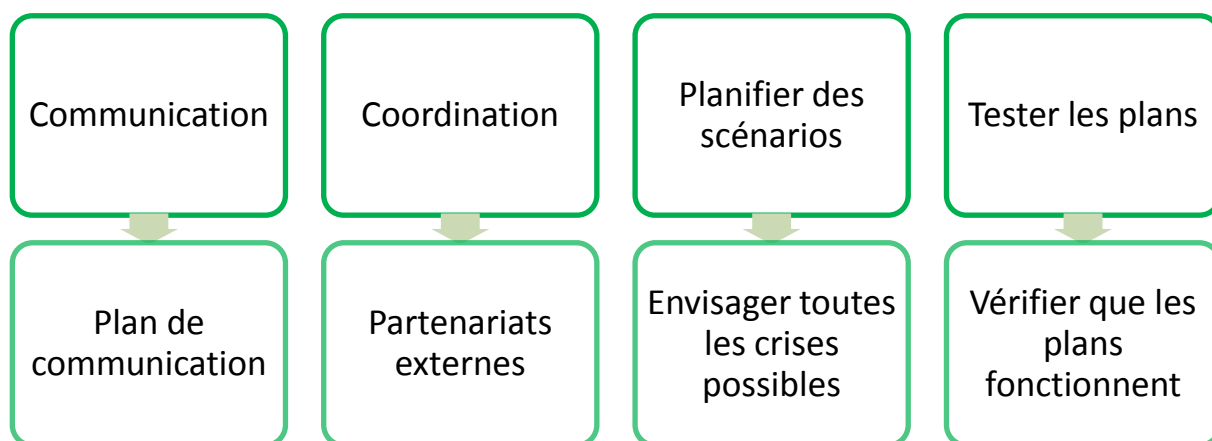 Communication
Coordination
Planifier des
scénarios
Tester les plans
Plan de
communication
Partenariats
externes
Envisager toutes
les crises
possibles
Vérifier que les
plans
fonctionnent